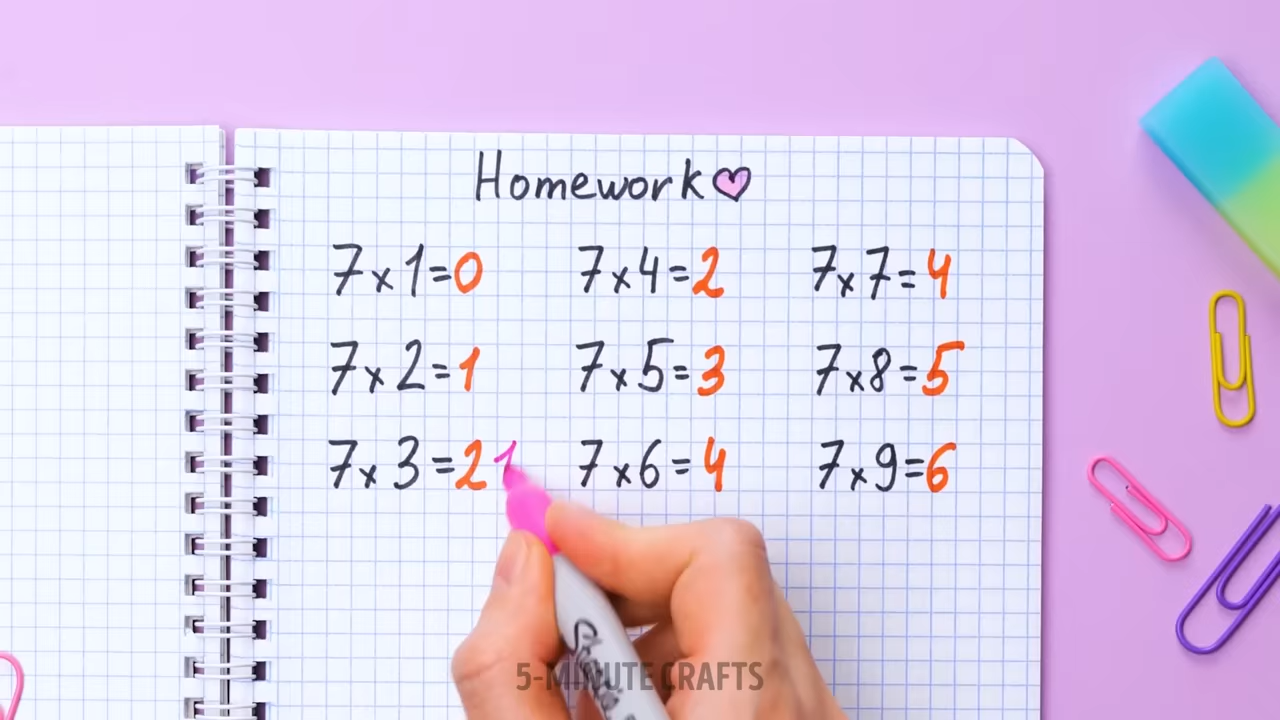 Homework
7x1=0 7x4=2 7x7=4
7x2=1 7x5=3 7x8=5
7x3=21 7x6=4 7x9=6
5-MINUTE CRAFTS